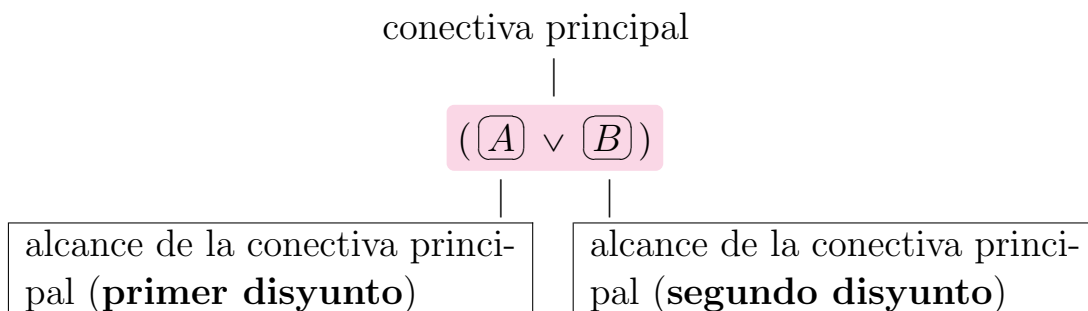 conectiva principal
(A ∨ B)
alcance de la conectiva princi-
pal (primer disyunto)
alcance de la conectiva princi-
pal (segundo disyunto)